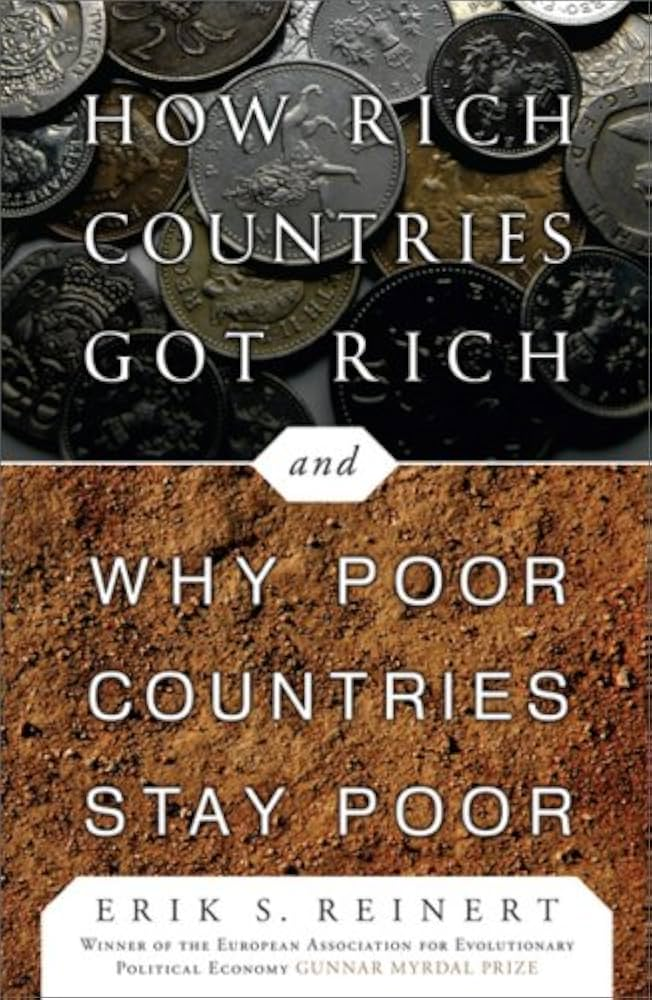 HOW RICH
COUNTRIES
GOT RICH
and
WHY POOR
COUNTRIES
STAY POOR
ERIK S. REINERT
WINNER OF THE EUROPEAN ASSOCIATION FOR EVOLUTIONARY
POLITICAL ECONOMY GUNNAR MYRDAL PRIZE